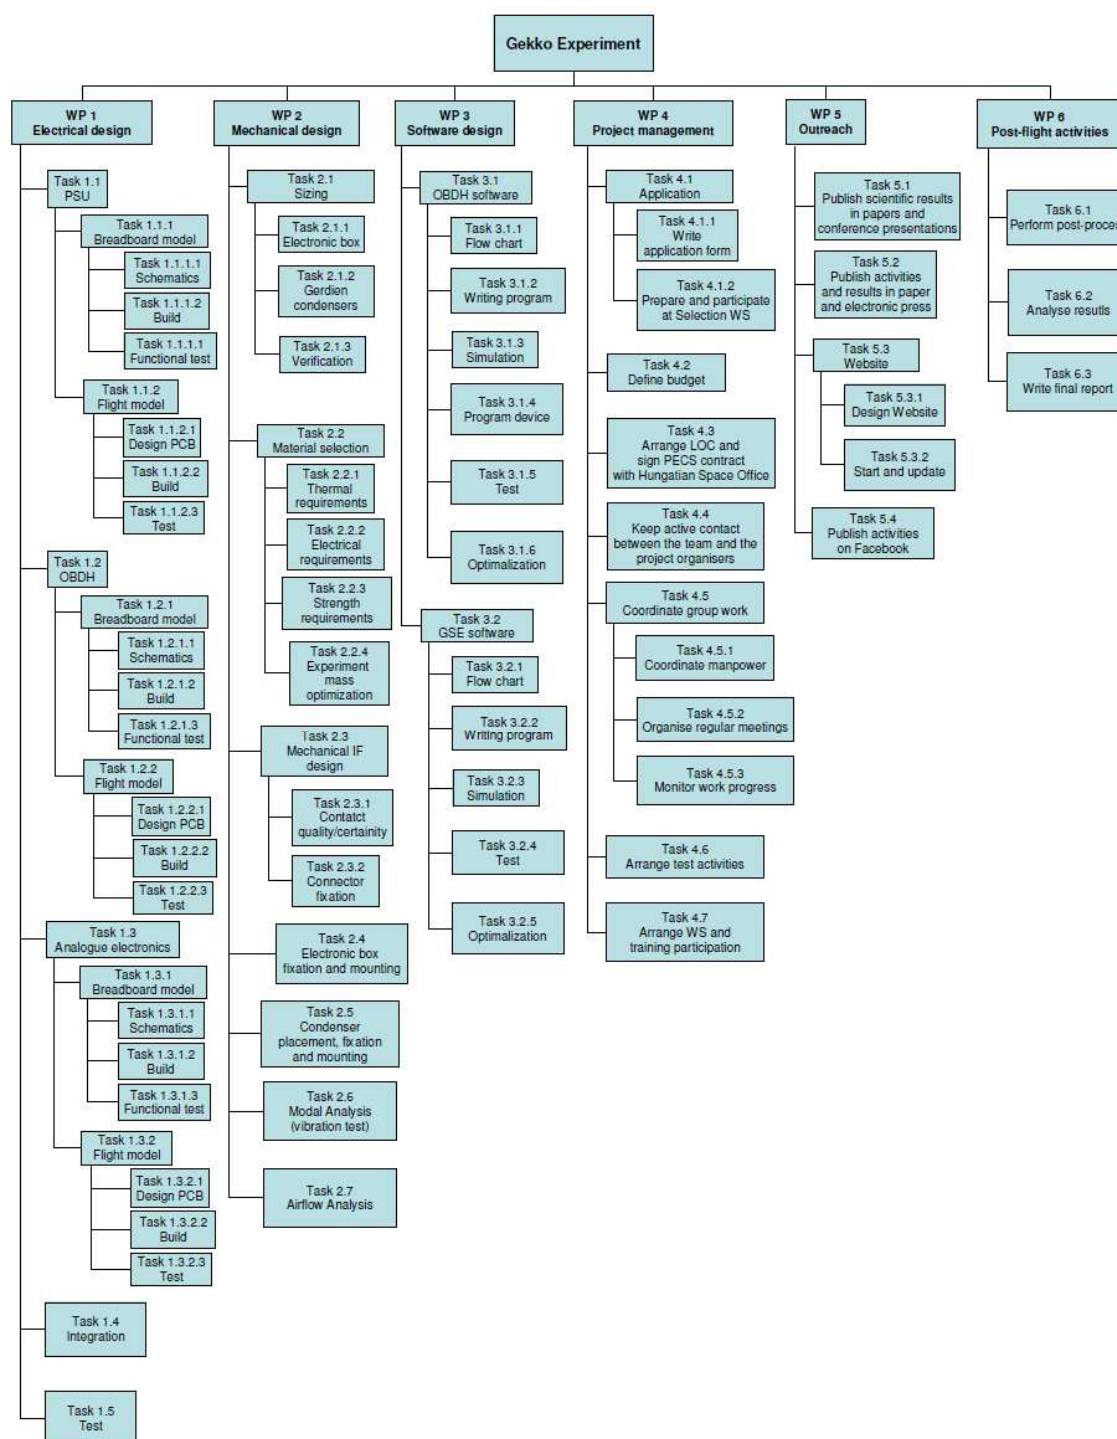 Gekko Experiment
WP 1
Electrical design
Task 1.1
PSU
Task 1.1.1
Breadboard model
Task 1.1.1.1
Schematics
Task 1.1.1.2
Build
Task 1.1.1.1
Functional test
Task 1.1.2
Flight model
Task 1.1.2.1
Design PCB
Task 1.1.2.2
Build
Task 1.1.2.3
Test
Task 1.2
OBDH
Task 1.2.1
Breadboard model
Task 1.2.1.1
Schematics
Task 1.2.1.2
Build
Task 1.2.1.3
Functional test
Task 1.2.2
Flight model
Task 1.2.2.1
Design PCB
Task 1.2.2.2
Build
Task 1.2.2.3
Test
Task 1.3
Analogue electronics
Task 1.3.1
Breadboard model
Task 1.3.1.1
Schematics
Task 1.3.1.2
Build
Task 1.3.1.3
Functional test
Task 1.3.2
Flight model
Task 1.3.2.1
Design PCB
Task 1.3.2.2
Build
Task 1.3.2.3
Test
Task 1.4
Integration
Task 1.5
Test
WP 2
Mechanical design
Task 2.1
Sizing
Task 2.1.1
Electronic box
Task 2.1.2
Gerdien
condensers
Task 2.1.3
Verification
Task 2.2
Material selection
Task 2.2.1
Thermal
requirements
Task 2.2.2
Electrical
requirements
Task 2.2.3
Strength
requirements
Task 2.2.4
Experiment
mass
optimization
Task 2.3
Mechanical IF
design
Task 2.3.1
Contatct
quality/certainity
Task 2.3.2
Connector
fixation
Task 2.4
Electronic box
fixation and mounting
Task 2.5
Condenser
placement, fixation
and mounting
Task 2.6
Modal Analysis
(vibration test)
Task 2.7
Airflow Analysis
WP 3
Software design
Task 3.1
OBDH software
Task 3.1.1
Flow chart
Task 3.1.2
Writing program
Task 3.1.3
Simulation
Task 3.1.4
Program device
Task 3.1.5
Test
Task 3.1.6
Optimalization
Task 3.2
GSE software
Task 3.2.1
Flow chart
Task 3.2.2
Writing program
Task 3.2.3
Simulation
Task 3.2.4
Test
Task 3.2.5
Optimalization
WP 4
Project management
Task 4.1
Application
Task 4.1.1
Write
application form
Task 4.1.2
Prepare and participate
at Selection WS
Task 4.2
Define budget
Task 4.3
Arrange LOC and
sign PECS contract
with Hungatian Space Office
Task 4.4
Keep active contact
between the team and the
project organisers
Task 4.5
Coordinate group work
Task 4.5.1
Coordinate manpower
Task 4.5.2
Organise regular meetings
Task 4.5.3
Monitor work progress
Task 4.6
Arrange test activities
Task 4.7
Arrange WS and
training participation
WP 5
Outreach
Task 5.1
Publish scientific results
in papers and
conference presentations
Task 5.2
Publish activities
and results in paper
and electronic press
Task 5.3
Website
Task 5.3.1
Design Website
Task 5.3.2
Start and update
Task 5.4
Publish activities
on Facebook
WP 6
Post-flight activities
Task 6.1
Perform post-proces
Task 6.2
Analyse resutls
Task 6.3
Write final report